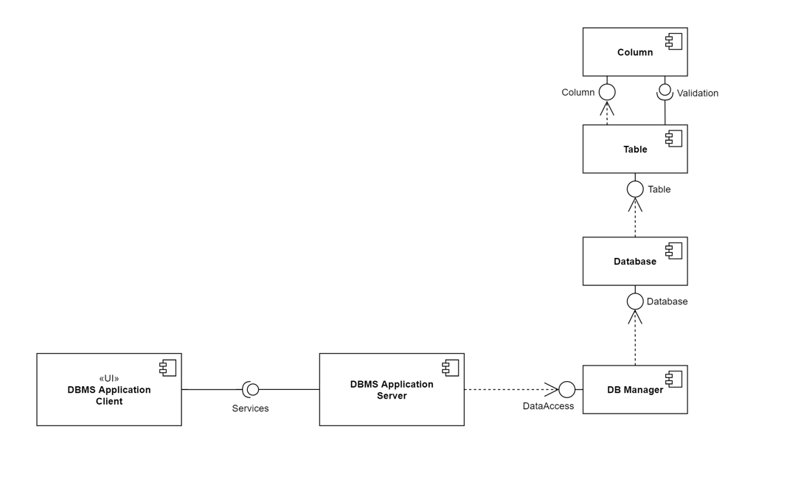 Column
Column
Validation
Table
Table
Database
Database
«UI»
DBMS Application
Client
Services
DBMS Application
Server
DataAccess
DB Manager